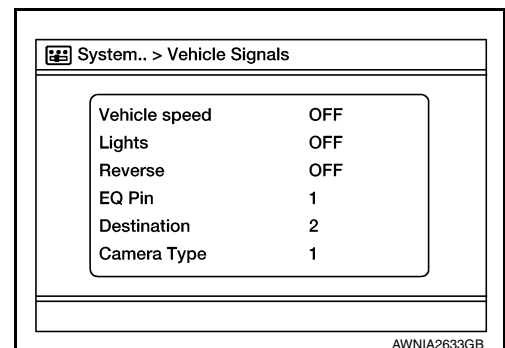 System.. > Vehicle Signals
Vehicle speed OFF
Lights OFF
Reverse OFF
EQ Pin 1
Destination 2
Camera Type 1
AWNIA2633GB